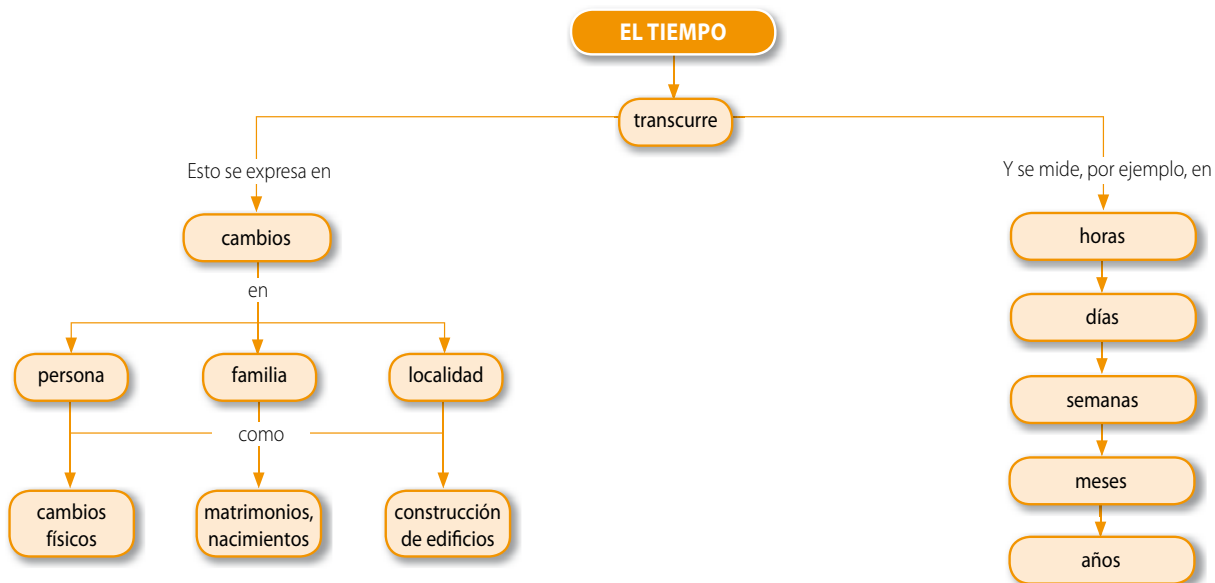 EL TIEMPO
transcurre
Esto se expresa en
cambios
en
persona
familia
localidad
como
cambios
físicos
matrimonios,
nacimientos
construcción
de edificios
Y se mide, por ejemplo, en
horas
días
semanas
meses
años